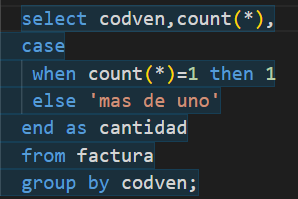 select codven,count(*),
case
when count(*)=1 then 1
else 'mas de uno'
end as cantidad
from factura
group by codven;